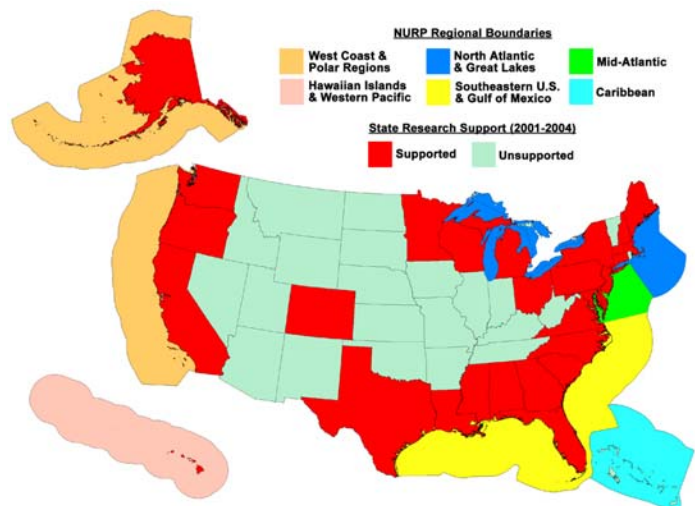 NURP Regional Boundaries
West Coast & Polar Regions
North Atlantic & Great Lakes
Mid-Atlantic
Hawaiian Islands & Western Pacific
Southeastern U.S. & Gulf of Mexico
Caribbean
State Research Support (2001-2004)
Supported
Unsupported